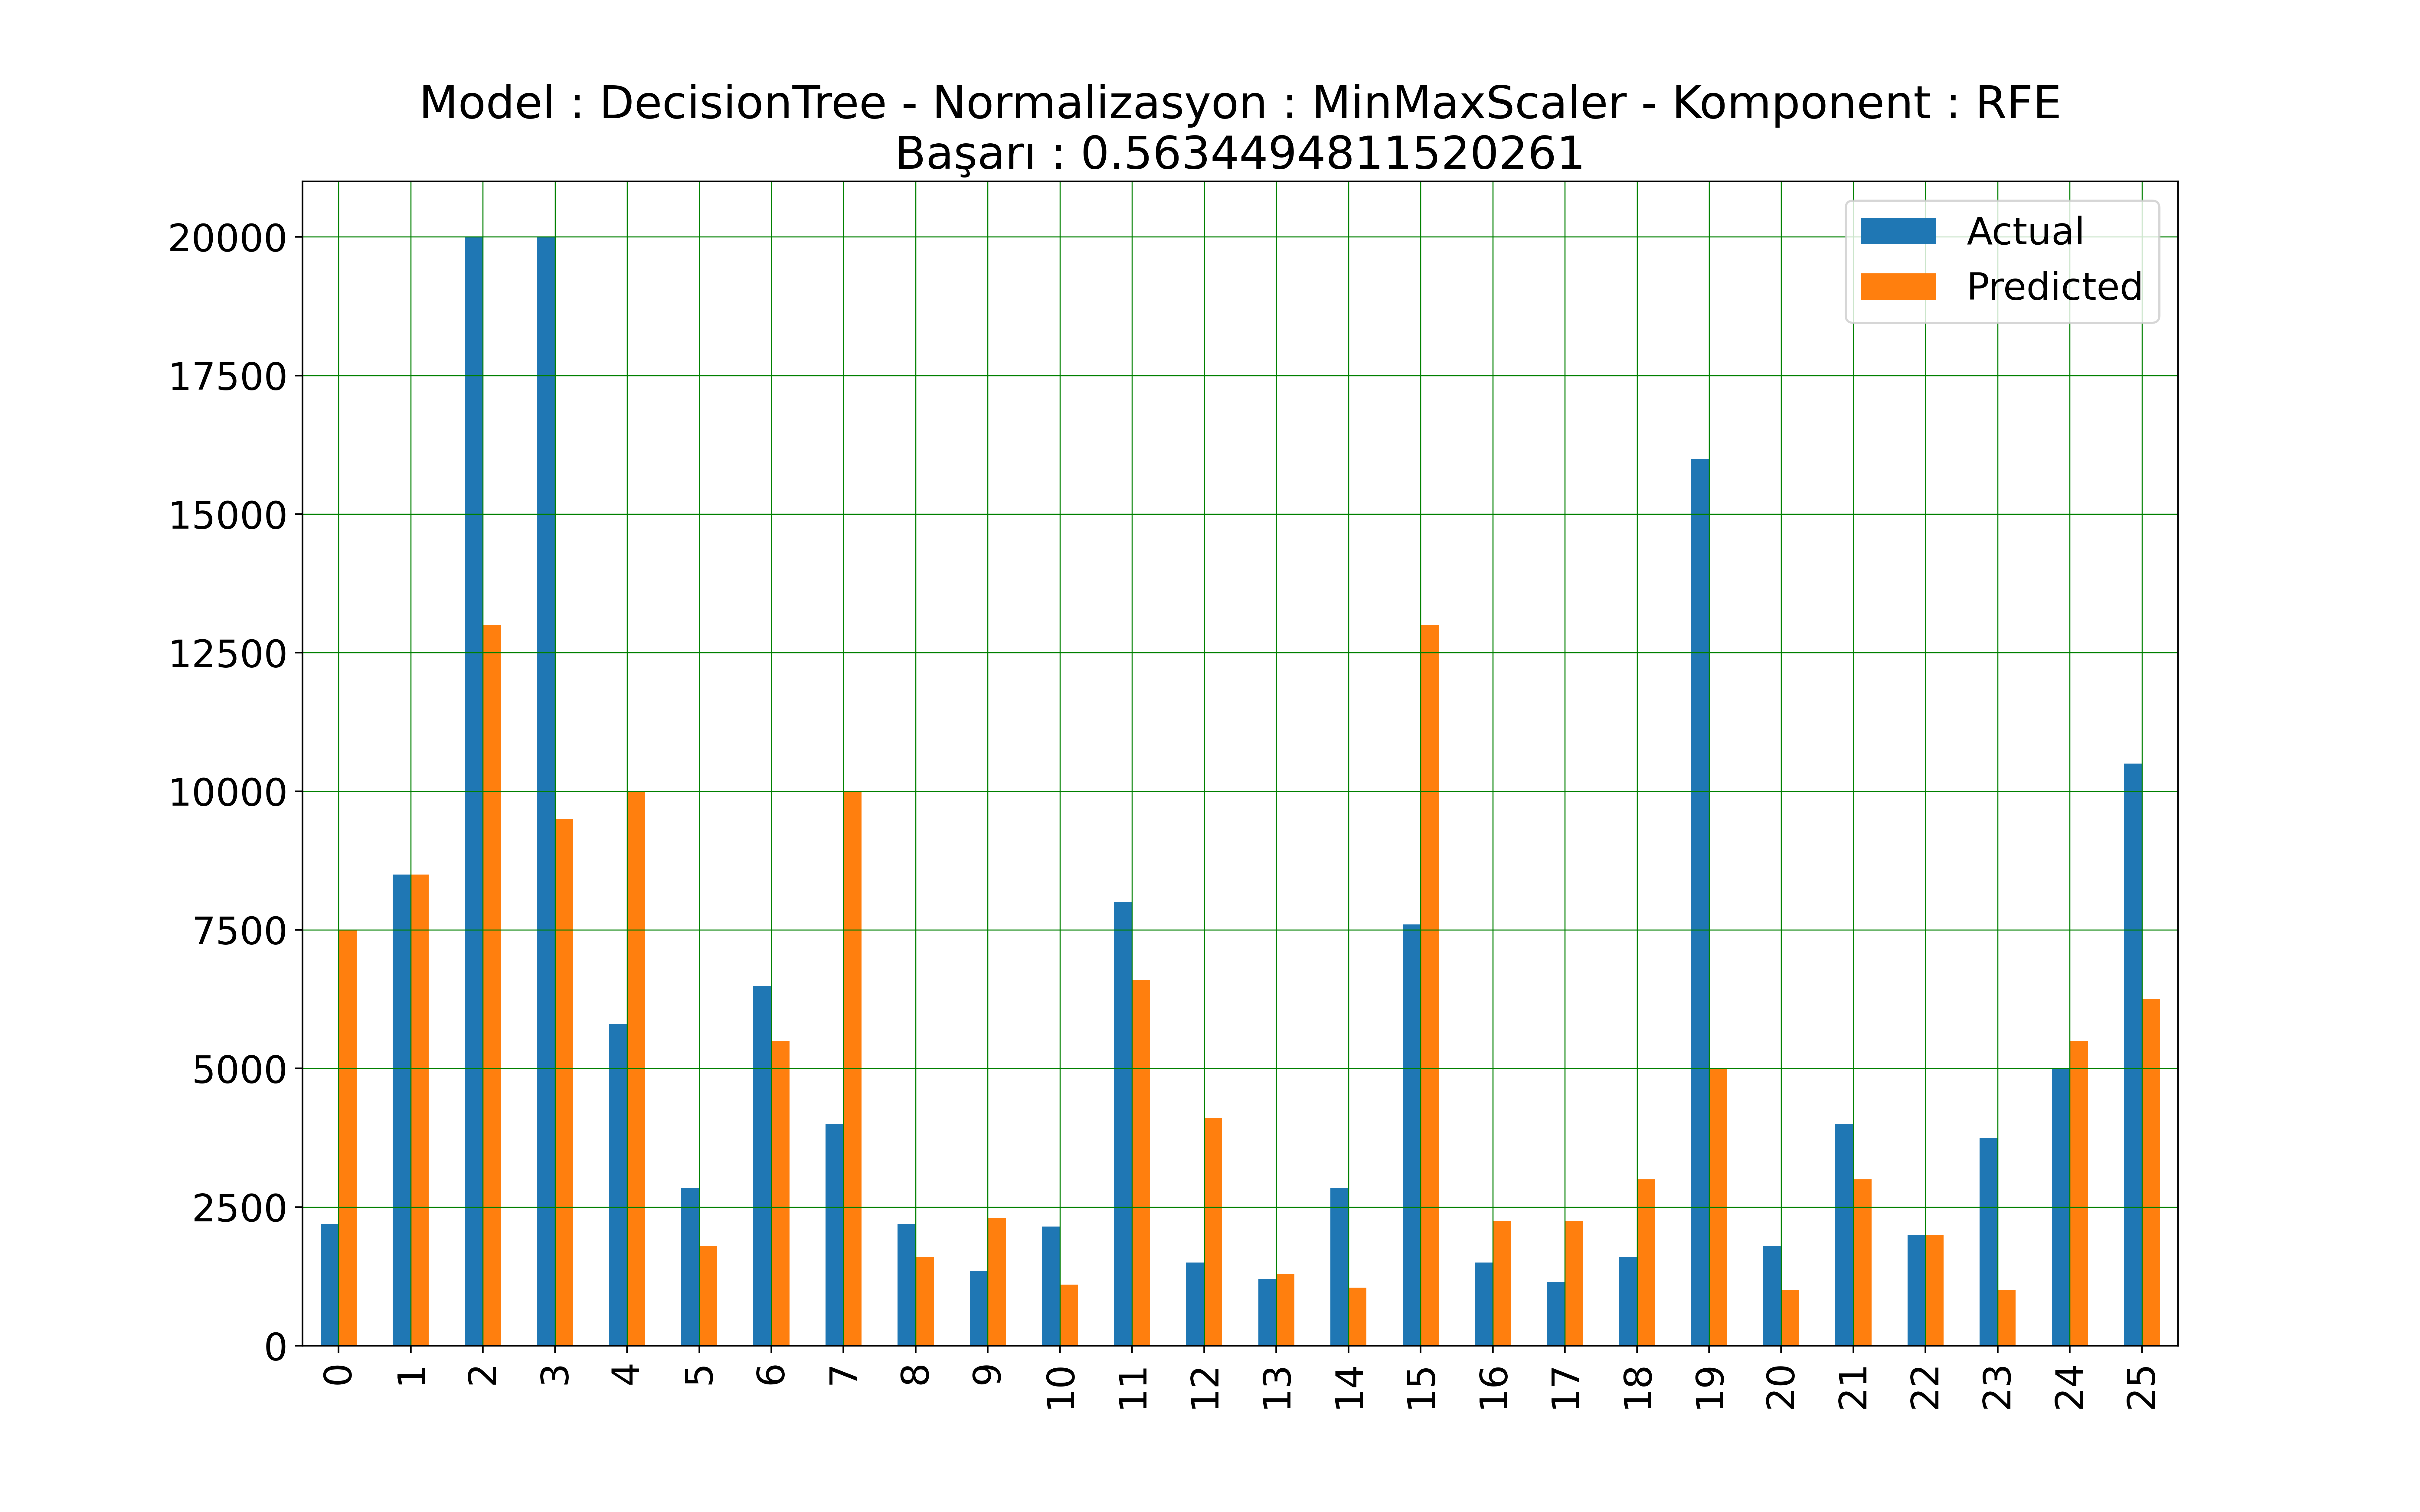 Model : DecisionTree - Normalizasyon : MinMaxScaler - Komponent : RFE
Başarı : 0.5634494811520261
Actual
Predicted
20000
17500
15000
12500
10000
7500
5000
2500
0
0 1 2 3 4 5 6 7 8 9 10 11 12 13 14 15 16 17 18 19 20 21 22 23 24 25